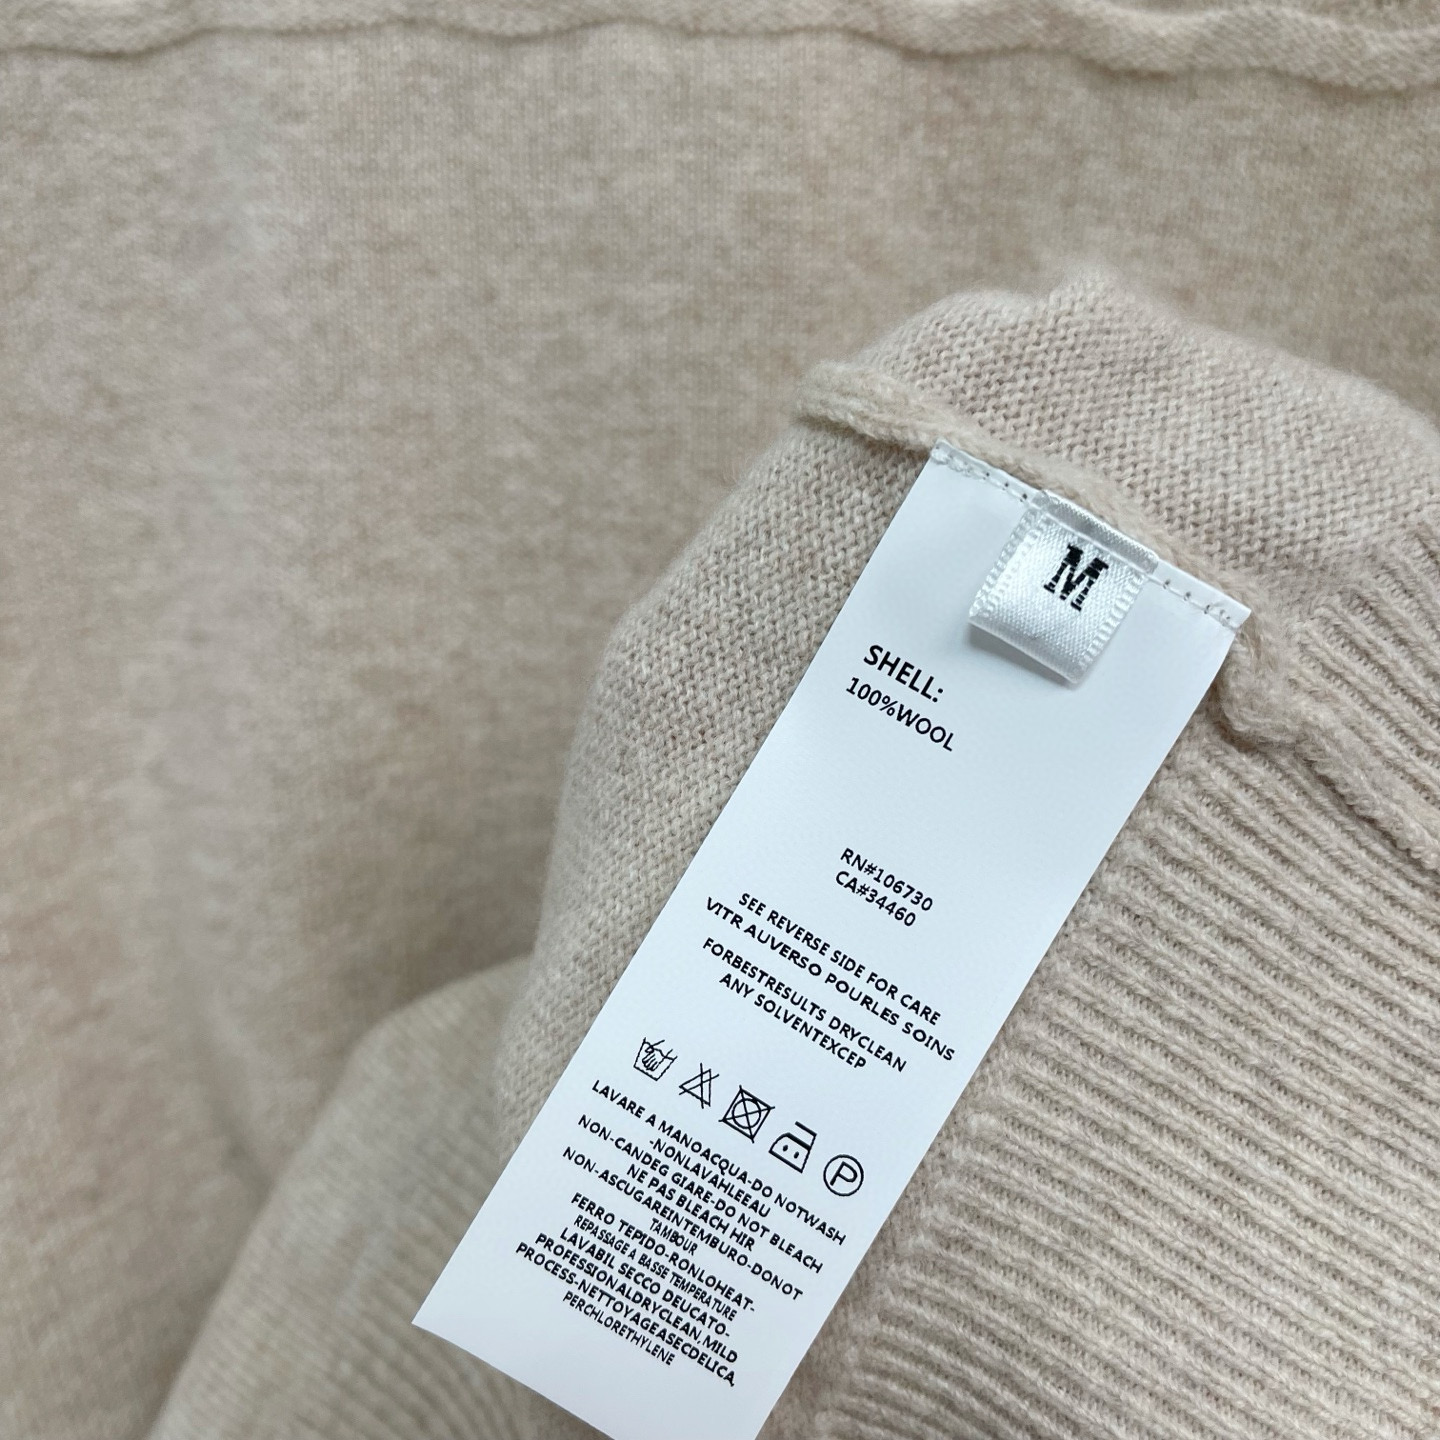 M
SHELL:
100%WOOL
RN#106730
CA#34460
SEE REVERSE SIDE FOR CARE
VITR AUVERSO POURLES SOINS
FORBESTRESULTS DRYCLEAN
ANY SOLVENTEXCEP
P
LAVARE A MANOACQUA-DO NOTWASH
-NONLAVAHLEEAU
NON-CANDEG GIARE-DO NOT BLEACH
NE PAS BLEACH HIR
NON-ASCUGAREINTEMBURO-DONOT
TAMBOUR
FERRO TEPIDO-RONLOHEAT-
REPASSAGE A BASSE TEMPERATURE
LAVABIL SECCO DEUCATO-
PROFESSIONALDRYCLEAN,MILD
PROCESS-NETTOYAGEASECDELICA,
PERCHLORETHYLENE